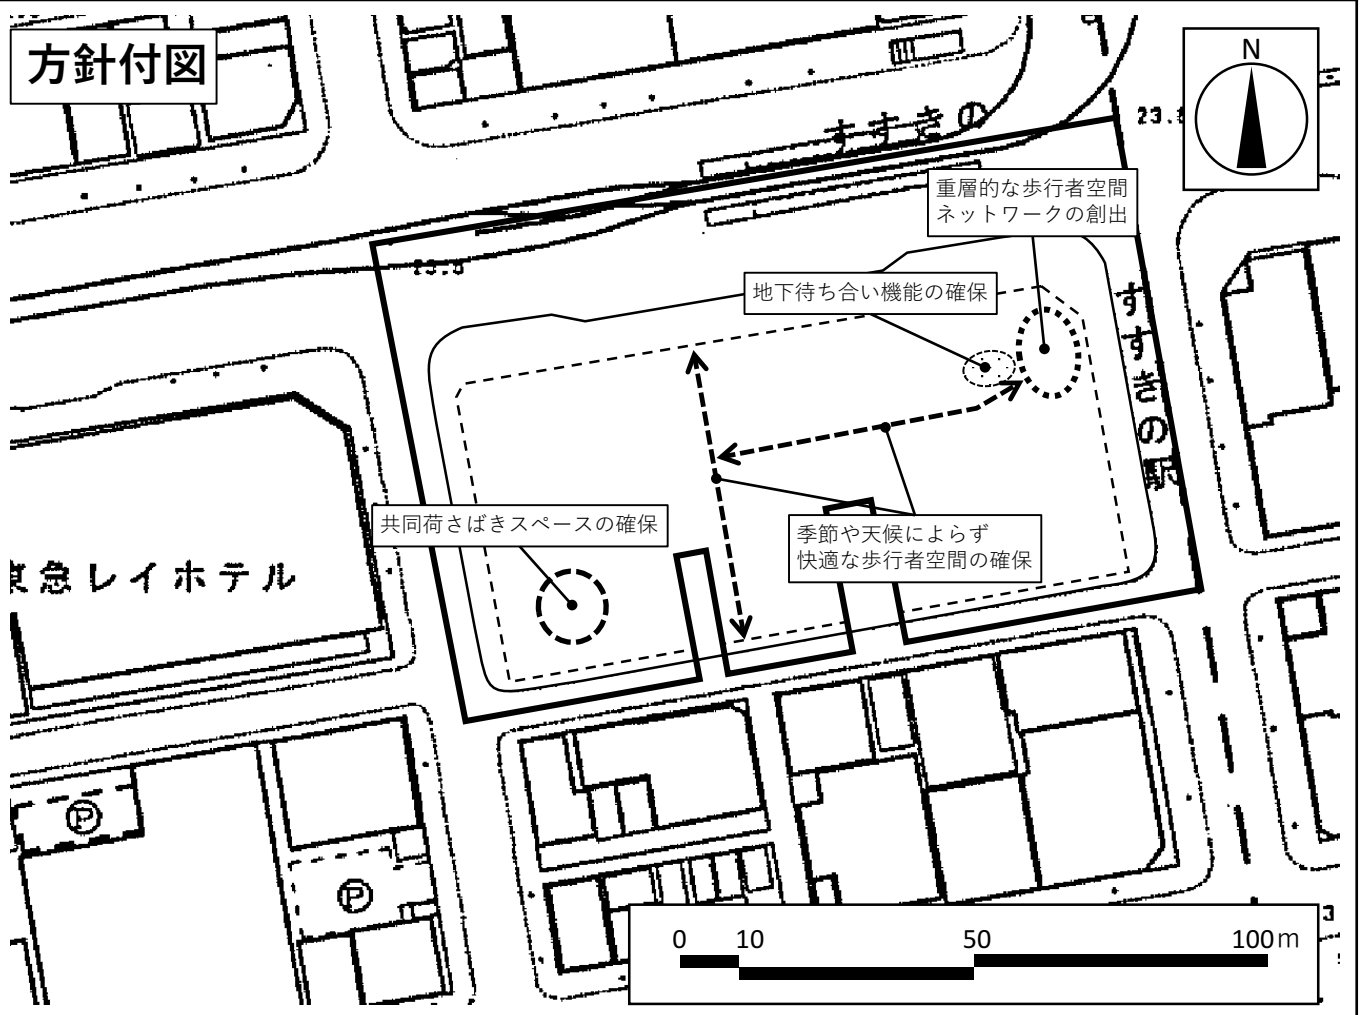 方針付図
N
すすきの
23.
重層的な歩行者空間
ネットワークの創出
地下待ち合い機能の確保
すすきの駅
共同荷さばきスペースの確保
季節や天候によらず
快適な歩行者空間の確保
東急レイホテル
P
P
0 10 50 100m